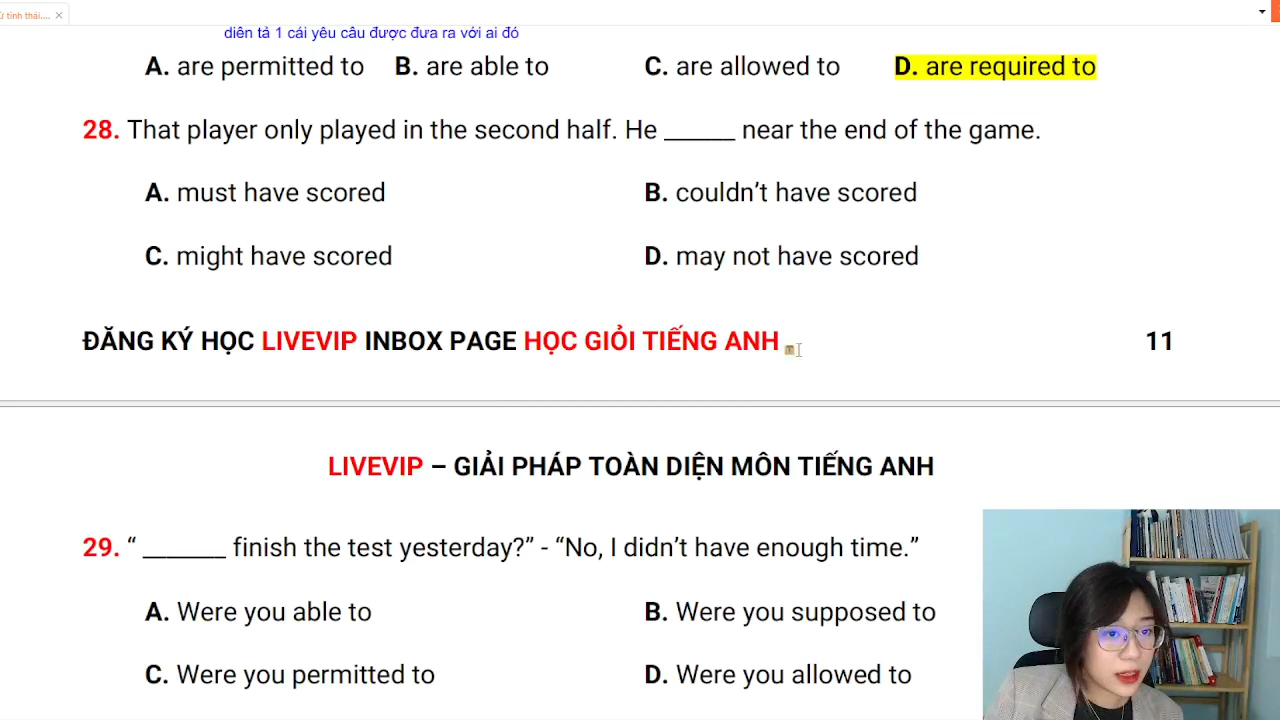 ừ tình thái....
diên tả 1 cái yêu câu được đưa ra với ai đó
A. are permitted to B. are able to C. are allowed to D. are required to
28. That player only played in the second half. He ______ near the end of the game.
A. must have scored B. couldn’t have scored
C. might have scored D. may not have scored
ĐĂNG KÝ HỌC LIVEVIP INBOX PAGE HỌC GIỎI TIẾNG ANH 11
LIVEVIP – GIẢI PHÁP TOÀN DIỆN MÔN TIẾNG ANH
29. “ _______ finish the test yesterday?” - “No, I didn’t have enough time.”
A. Were you able to B. Were you supposed to
C. Were you permitted to D. Were you allowed to